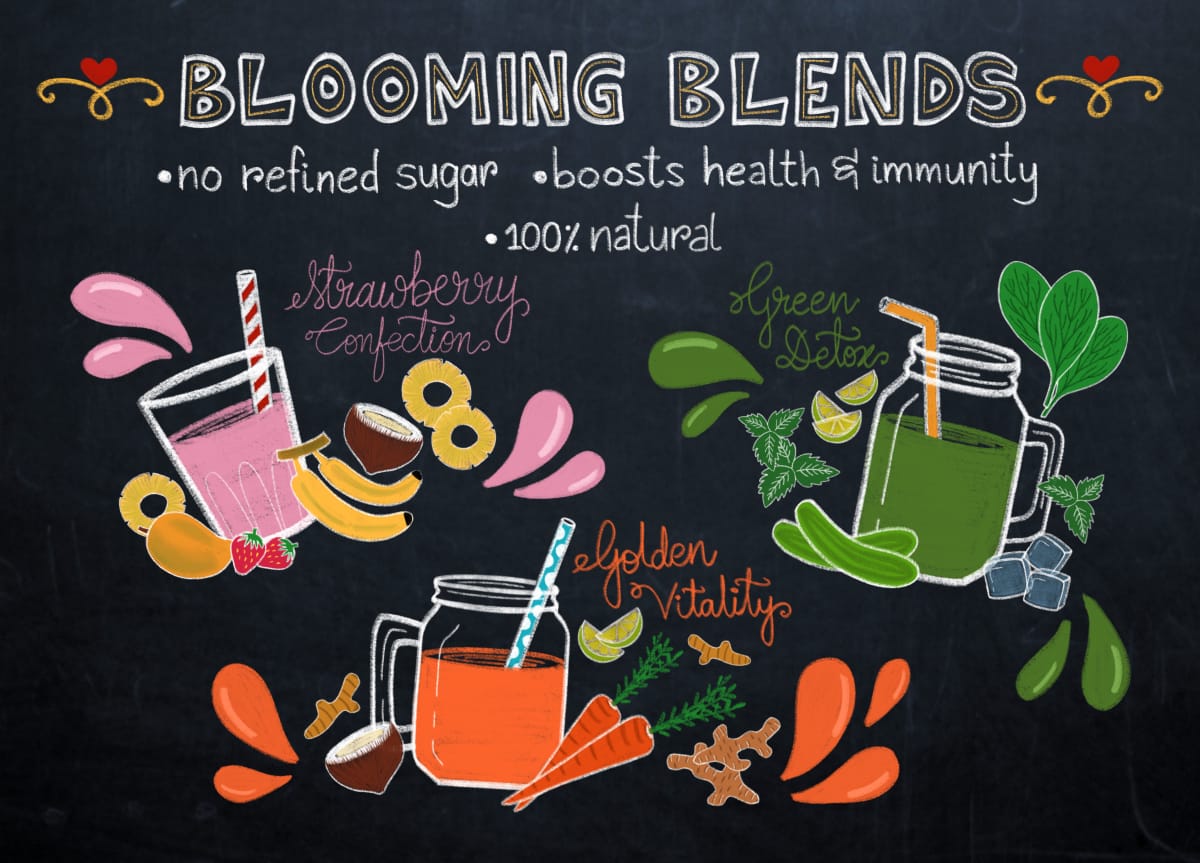 BLOOMING BLENDS
•no refined sugar •boosts health & immunity
•100% natural
Strawberry
Confection
Green
Detox
Golden
Vitality